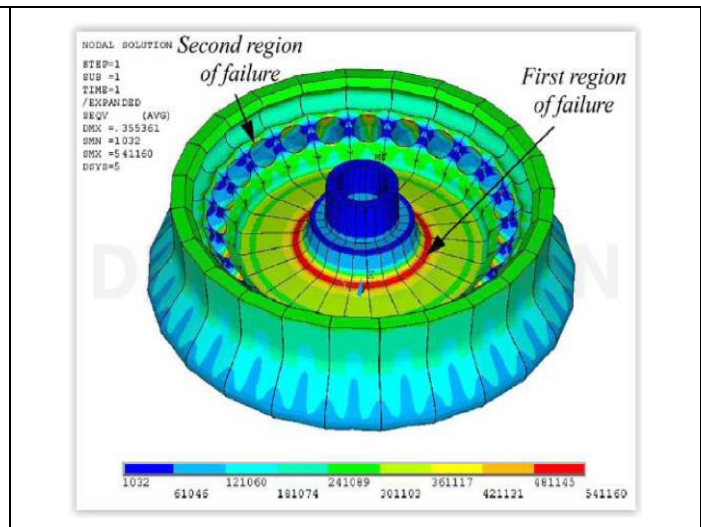 NODAL SOLUTION
STEP=1
SUB =1
TIME=1
/EXPANDED
SEQV (AVG)
DMX =.355361
SMN =1032
SMX =541160
DSYS=5
Second region
of failure
First region
of failure
MX
1032 121060 241089 361117 481145
61046 181074 301103 421131 541160